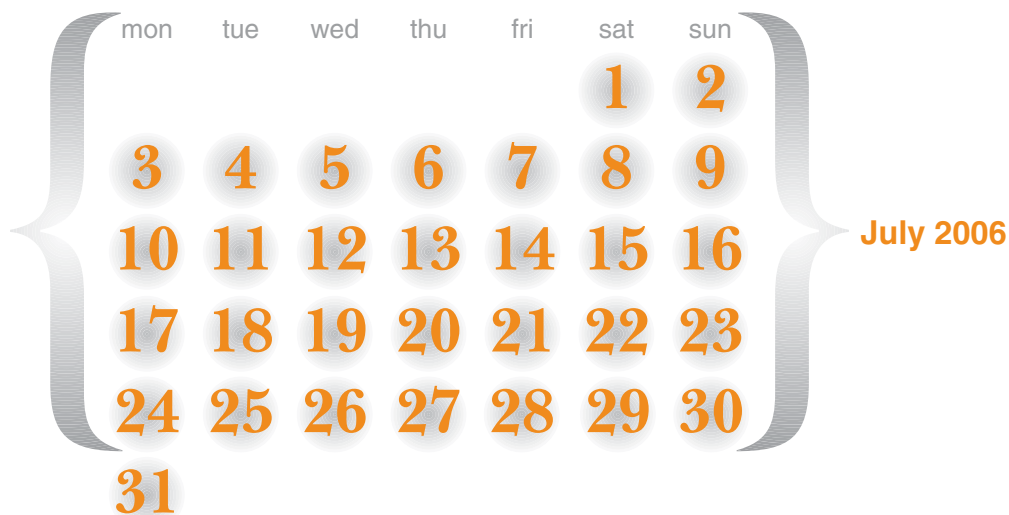 mon tue wed thu fri sat sun
1 2
3 4 5 6 7 8 9
10 11 12 13 14 15 16
July 2006
17 18 19 20 21 22 23
24 25 26 27 28 29 30
31